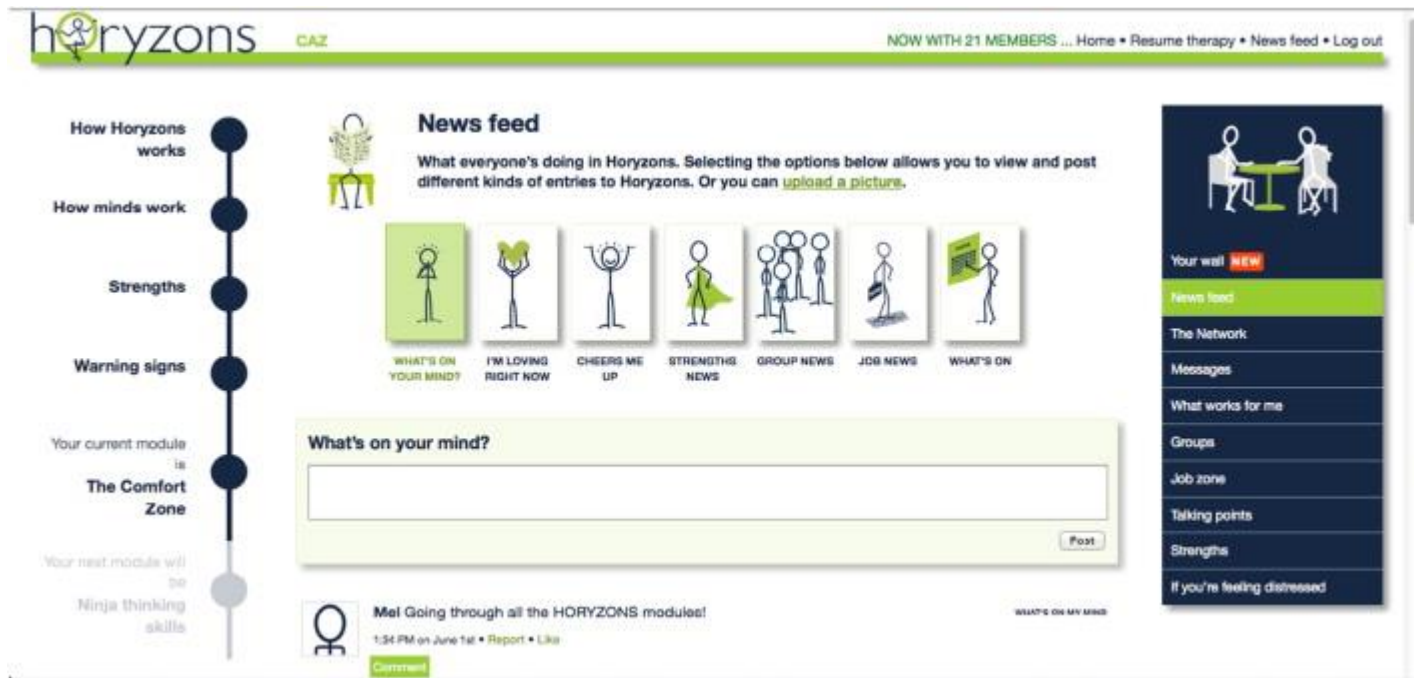 horyzons
CAZ
NOW WITH 21 MEMBERS ... Home • Resume therapy • News feed • Log out
How Horyzons
works
How minds work
Strengths
Warning signs
Your current module
is
The Comfort
Zone
Your next module will
be
Ninja thinking
skills
News feed
What everyone's doing in Horyzons. Selecting the options below allows you to view and post
different kinds of entries to Horyzons. Or you can upload a picture.
WHAT'S ON
YOUR MIND?
I'M LOVING
RIGHT NOW
CHEERS ME
UP
STRENGTHS
NEWS
GROUP NEWS
JOB NEWS
WHAT'S ON
What's on your mind?
Post
Mel Going through all the HORYZONS modules!
WHAT'S ON MY MIND
1:34 PM on June 1st • Report • Like
Comment
Your wall NEW
News feed
The Network
Messages
What works for me
Groups
Job zone
Talking points
Strengths
If you're feeling distressed